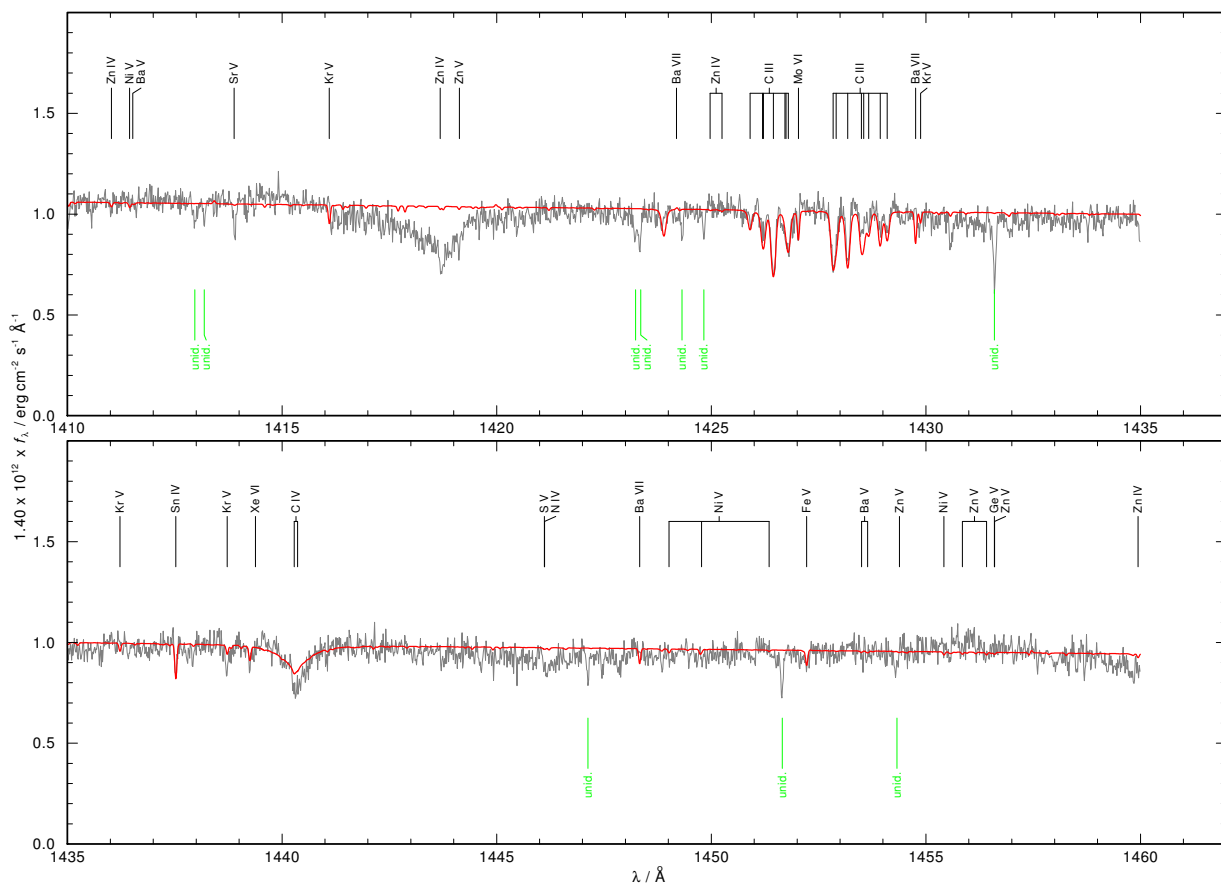 Zn IV
Ni V
Ba V
Sr V
Kr V
Zn IV
Zn V
Ba VII
Zn IV
C III
Mo VI
C III
Ba VII
Kr V
1.5
1.0
0.5
0.0
unid.
unid.
unid.
unid.
unid.
unid.
unid.
1410
1415
1420
1425
1430
1435
1.40 x 10¹² x f_λ / erg cm⁻² s⁻¹ Å⁻¹
Kr V
Sn IV
Kr V
Xe VI
C IV
S V
N IV
Ba VII
Ni V
Fe V
Ba V
Zn V
Ni V
Zn V
Ge V
Zn V
Zn IV
1.5
1.0
0.5
0.0
unid.
unid.
unid.
1435
1440
1445
1450
1455
1460
λ / Å